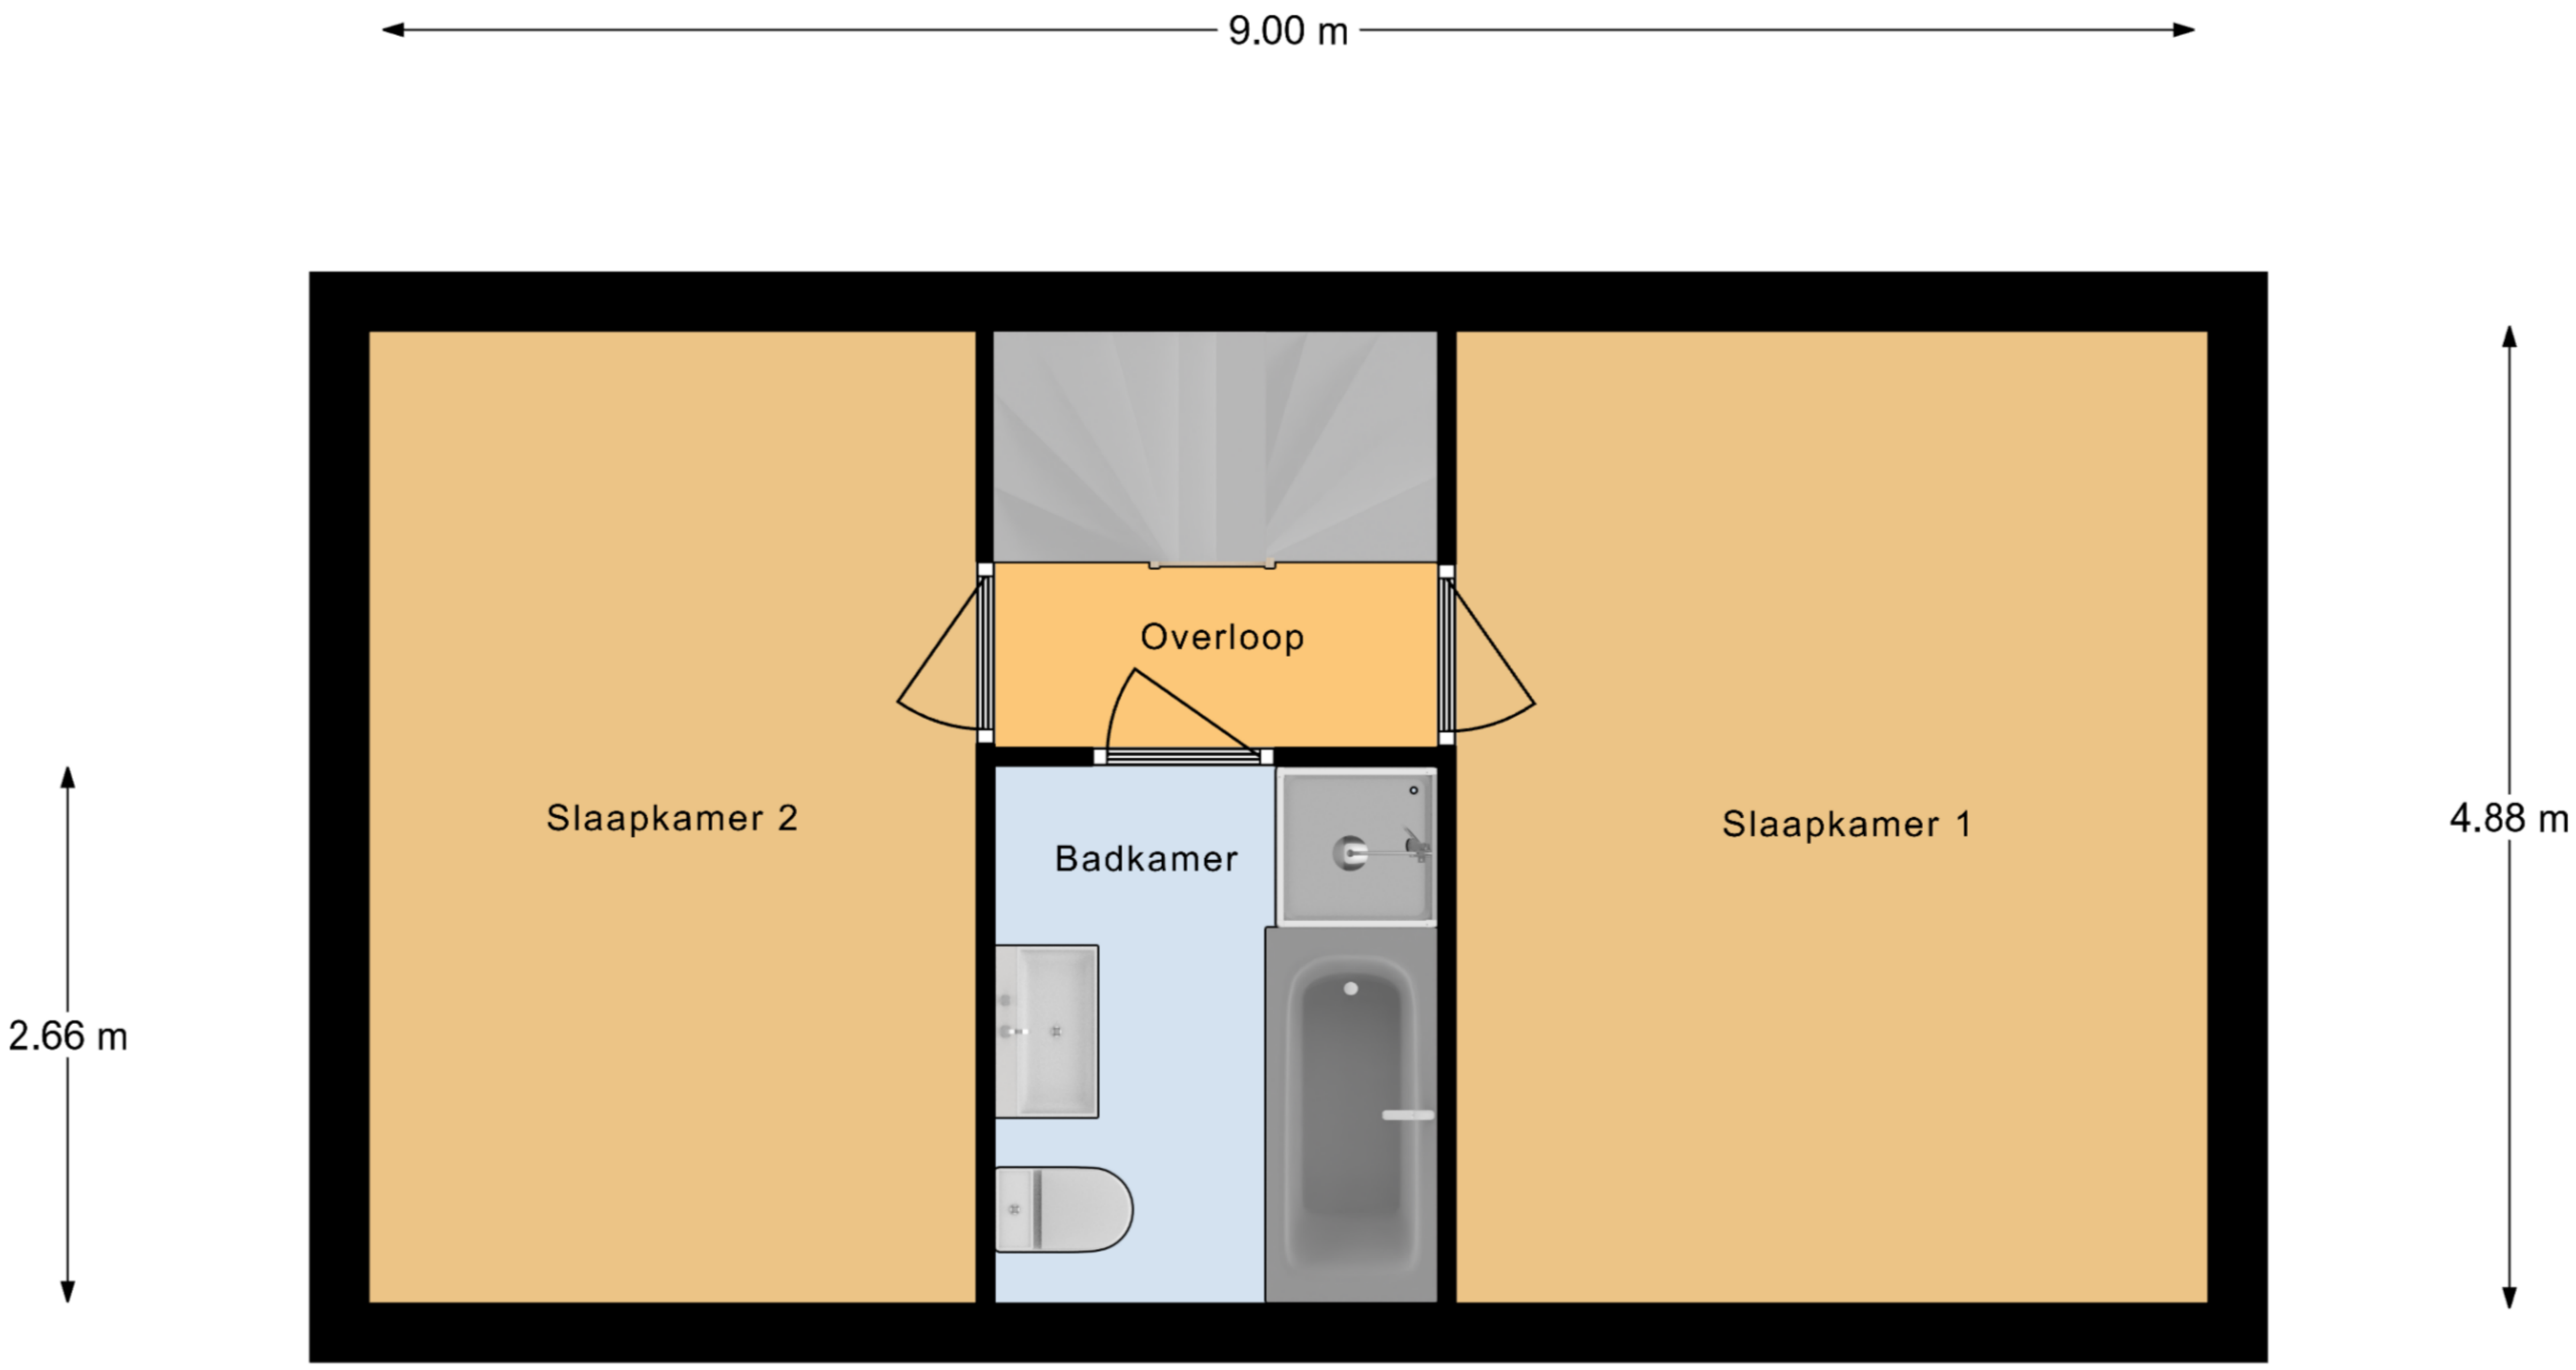 9.00 m
Overloop
Slaapkamer 2
Slaapkamer 1
4.88 m
Badkamer
2.66 m